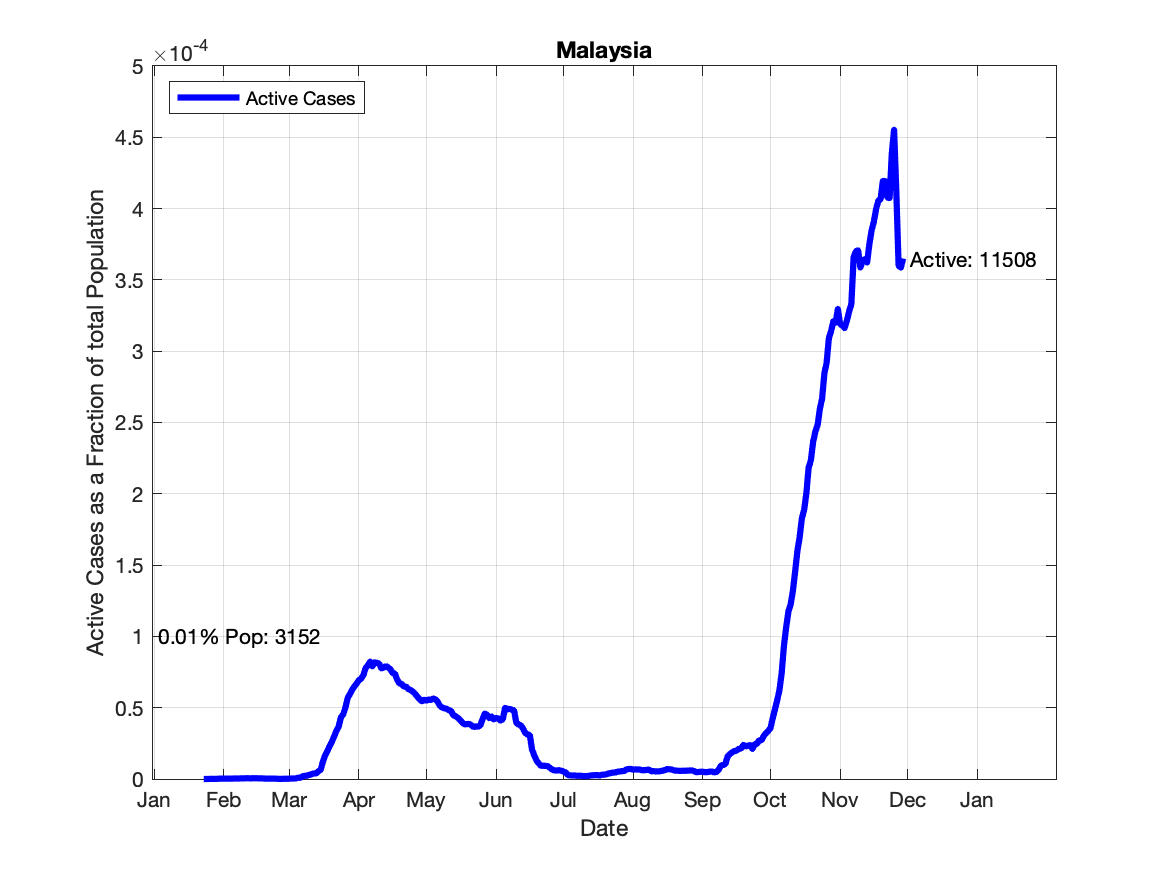 Malaysia
×10-4
Active Cases
5
4.5
4
3.5
3
2.5
2
1.5
1
0.5
0
Active Cases as a Fraction of total Population
Active: 11508
0.01% Pop: 3152
Jan Feb Mar Apr May Jun Jul Aug Sep Oct Nov Dec Jan
Date